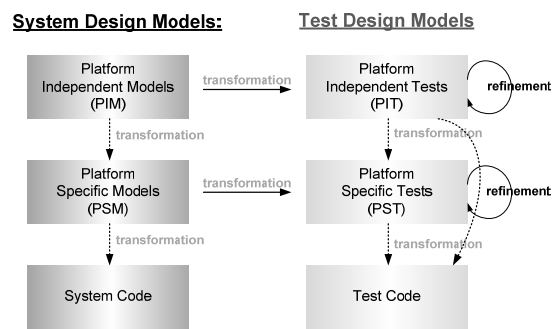 System Design Models:
Test Design Models
Platform
Independent Models
(PIM)
transformation
Platform
Independent Tests
(PIT)
refinement
transformation
transformation
Platform
Specific Models
(PSM)
transformation
Platform
Specific Tests
(PST)
refinement
transformation
transformation
System Code
Test Code